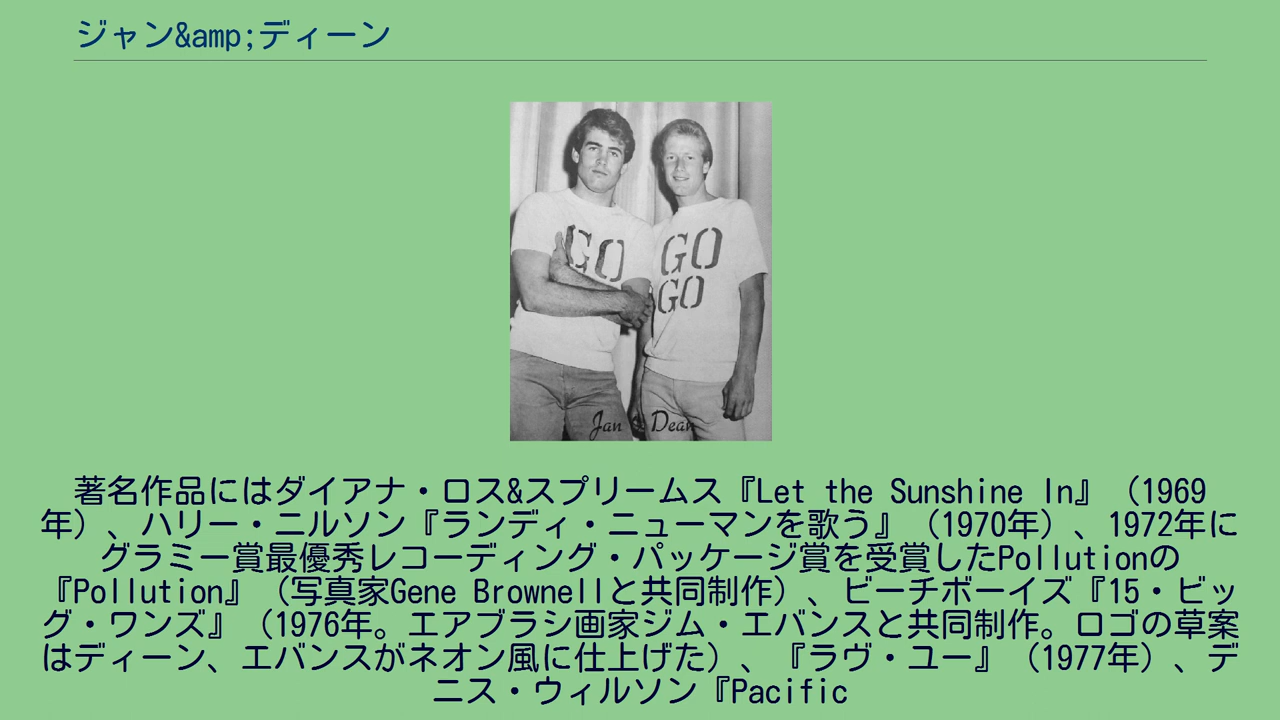 ジャン&amp;ディーン
GO
GO
GO
Jan & Dean
著名作品にはダイアナ・ロス&スプリームス『Let the Sunshine In』（1969
年）、ハリー・ニルソン『ランディ・ニューマンを歌う』（1970年）、1972年に
グラミー賞最優秀レコーディング・パッケージ賞を受賞したPollutionの
『Pollution』（写真家Gene Brownellと共同制作）、ビーチボーイズ『15・ビッ
グ・ワンズ』（1976年。エアブラシ画家ジム・エバンスと共同制作。ロゴの草案
はディーン、エバンスがネオン風に仕上げた）、『ラヴ・ユー』（1977年）、デ
ニス・ウィルソン『Pacific